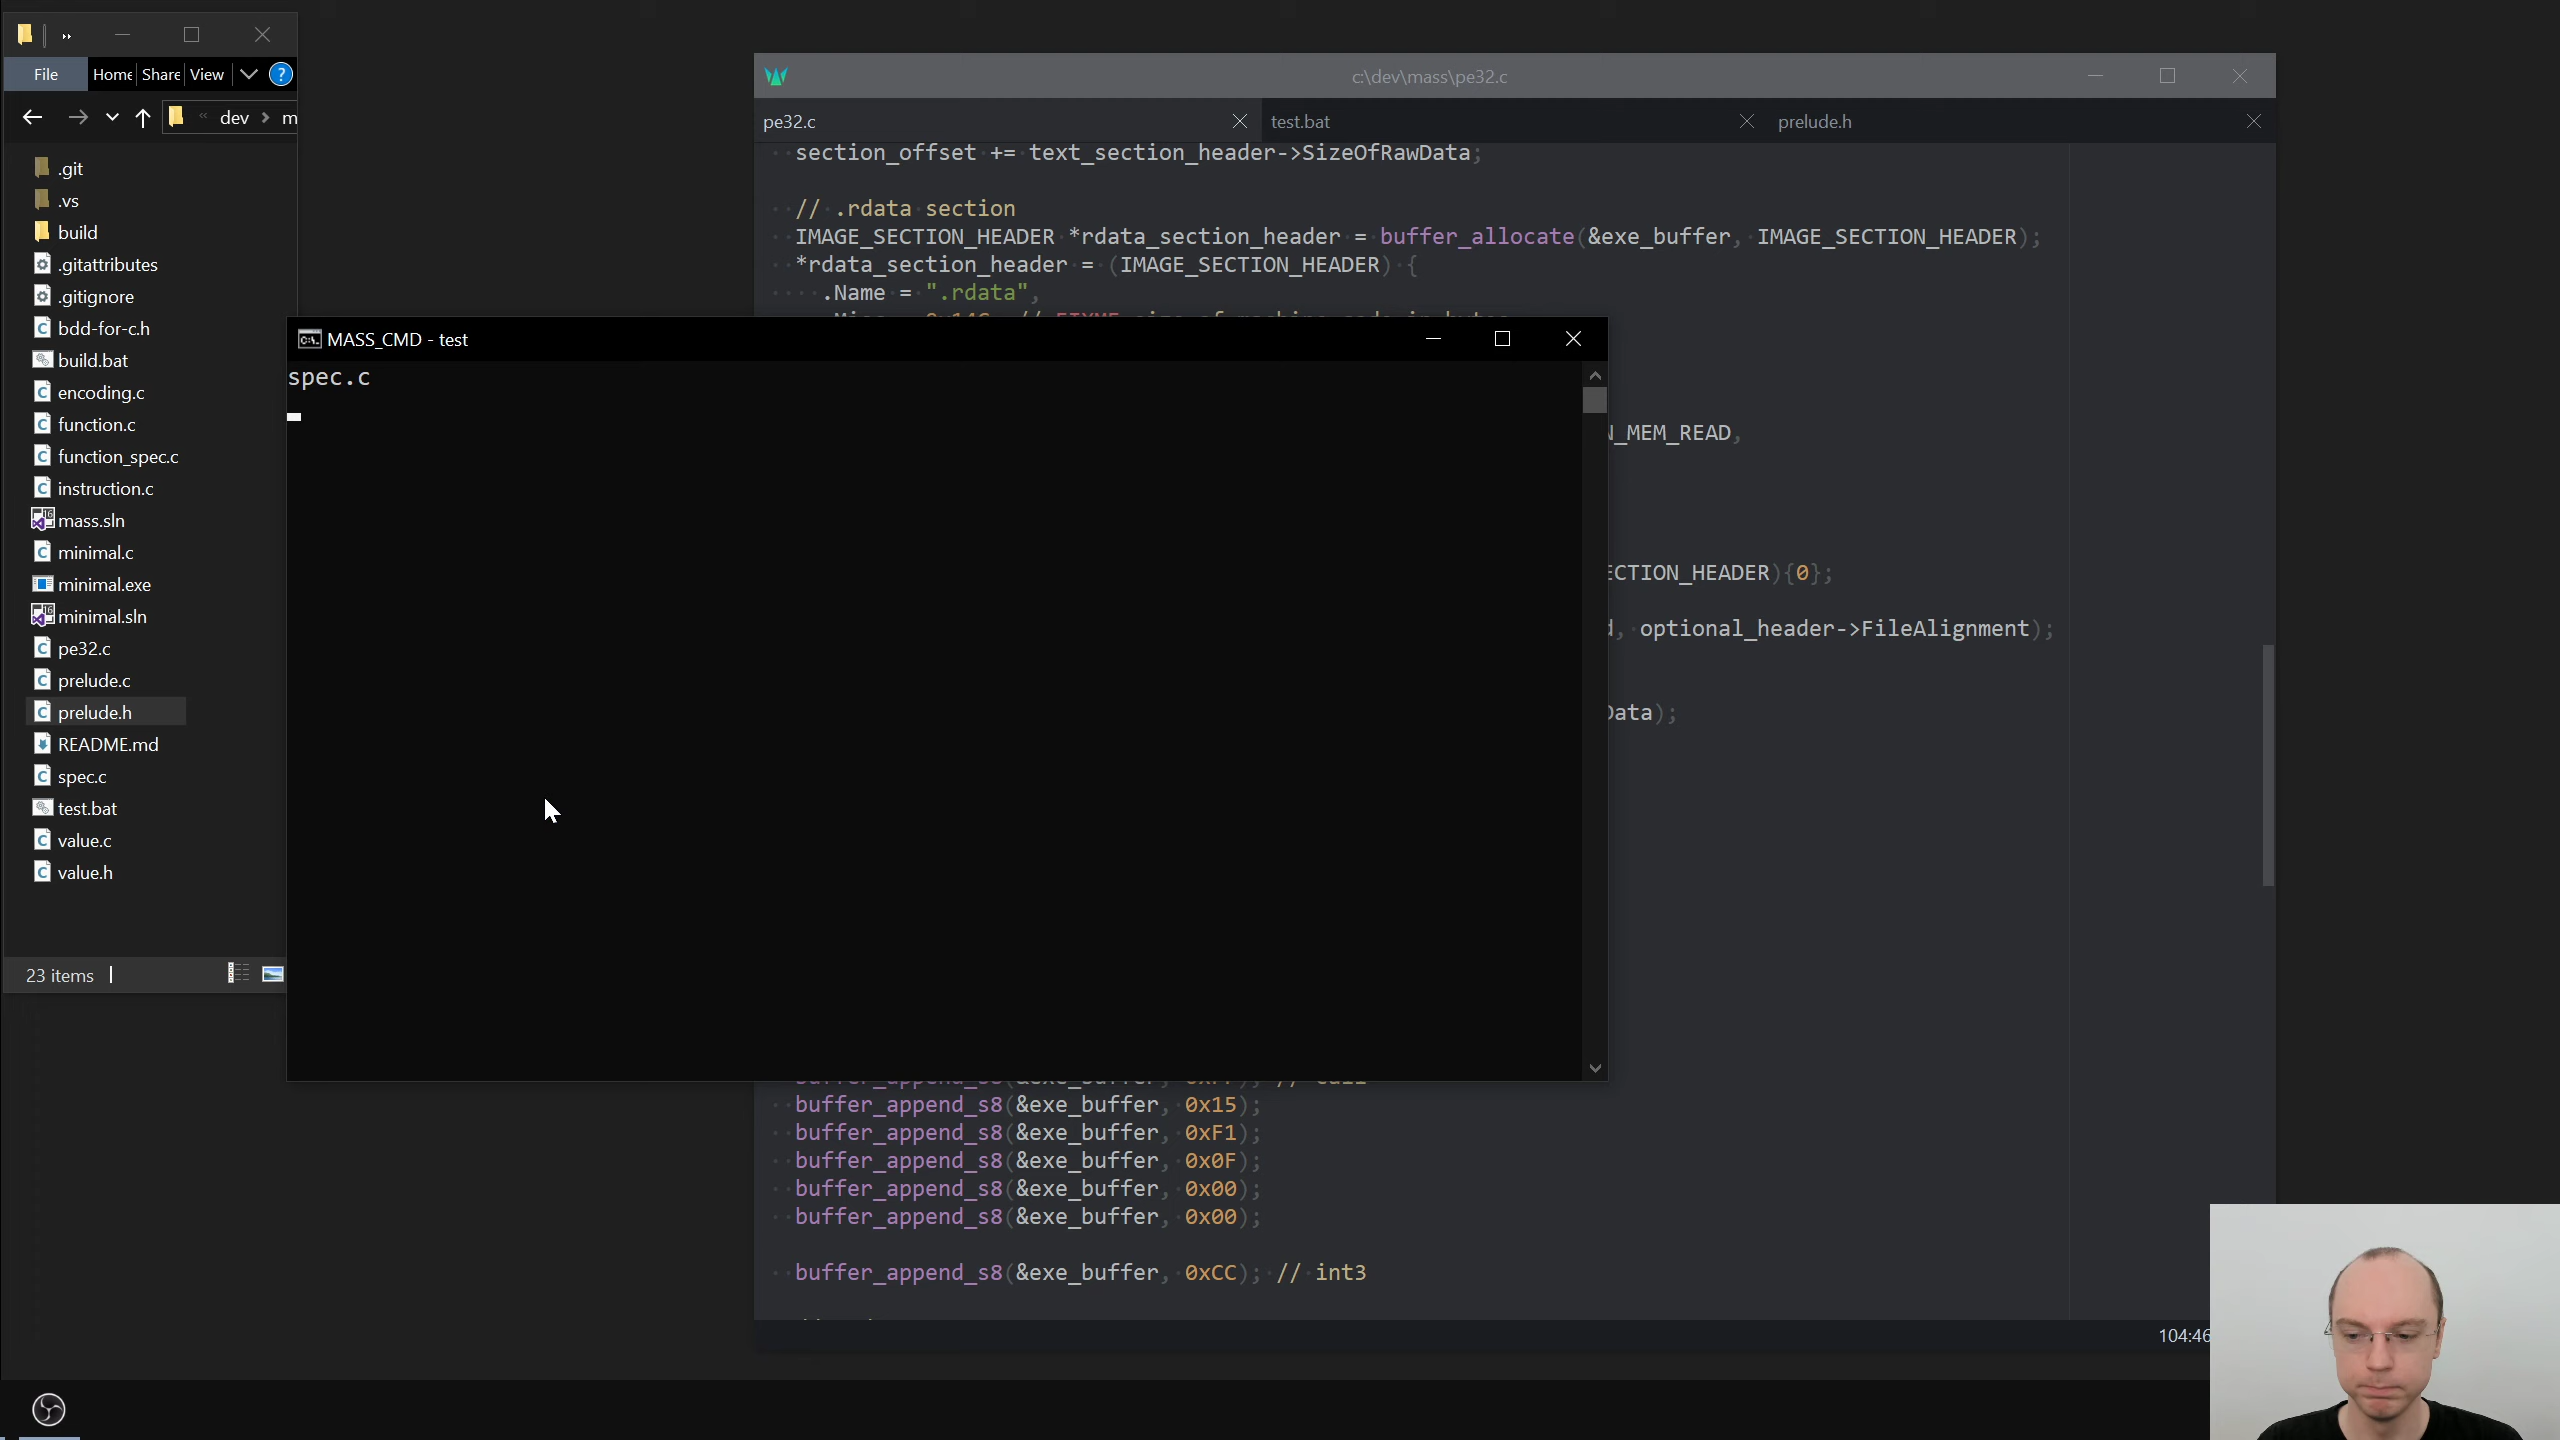 File
Home
Share
View
dev
m
.git
.vs
build
.gitattributes
.gitignore
bdd-for-c.h
build.bat
encoding.c
function.c
function_spec.c
instruction.c
mass.sln
minimal.c
minimal.exe
minimal.sln
pe32.c
prelude.c
prelude.h
README.md
spec.c
test.bat
value.c
value.h
23 items
c:\dev\mass\pe32.c
pe32.c
test.bat
prelude.h
section_offset += text_section_header->SizeOfRawData;
// .rdata section
IMAGE_SECTION_HEADER *rdata_section_header = buffer_allocate(&exe_buffer, IMAGE_SECTION_HEADER);
*rdata_section_header = (IMAGE_SECTION_HEADER) {
.Name = ".rdata",
MASS_CMD - test
spec.c
_MEM_READ,
ECTION_HEADER){0};
, optional_header->FileAlignment);
Data);
buffer_append_s8(&exe_buffer, 0x15);
buffer_append_s8(&exe_buffer, 0xF1);
buffer_append_s8(&exe_buffer, 0x0F);
buffer_append_s8(&exe_buffer, 0x00);
buffer_append_s8(&exe_buffer, 0x00);
buffer_append_s8(&exe_buffer, 0xCC); // int3
104:46